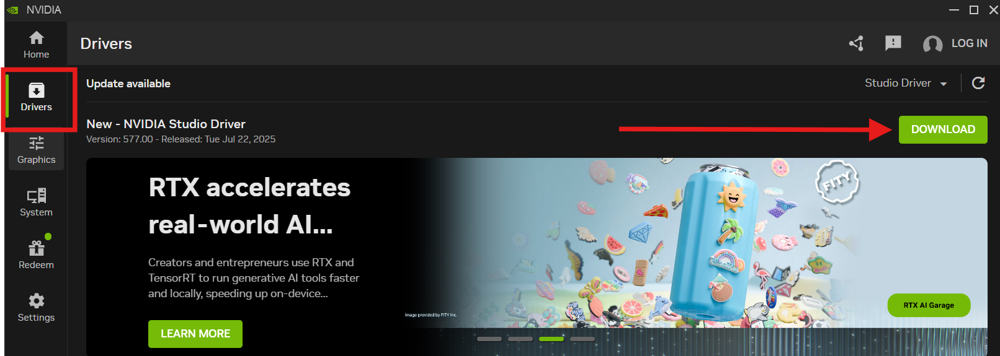 NVIDIA
Home
Drivers
Graphics
System
Redeem
Settings
Drivers
LOG IN
Update available
Studio Driver
New - NVIDIA Studio Driver
Version: 577.00 - Released: Tue Jul 22, 2025
DOWNLOAD
RTX accelerates
real-world AI...
Creators and entrepreneurs use RTX and
TensorRT to run generative AI tools faster
and locally, speeding up on-device...
LEARN MORE
Image provided by FITY Inc.
FITY
RTX AI Garage